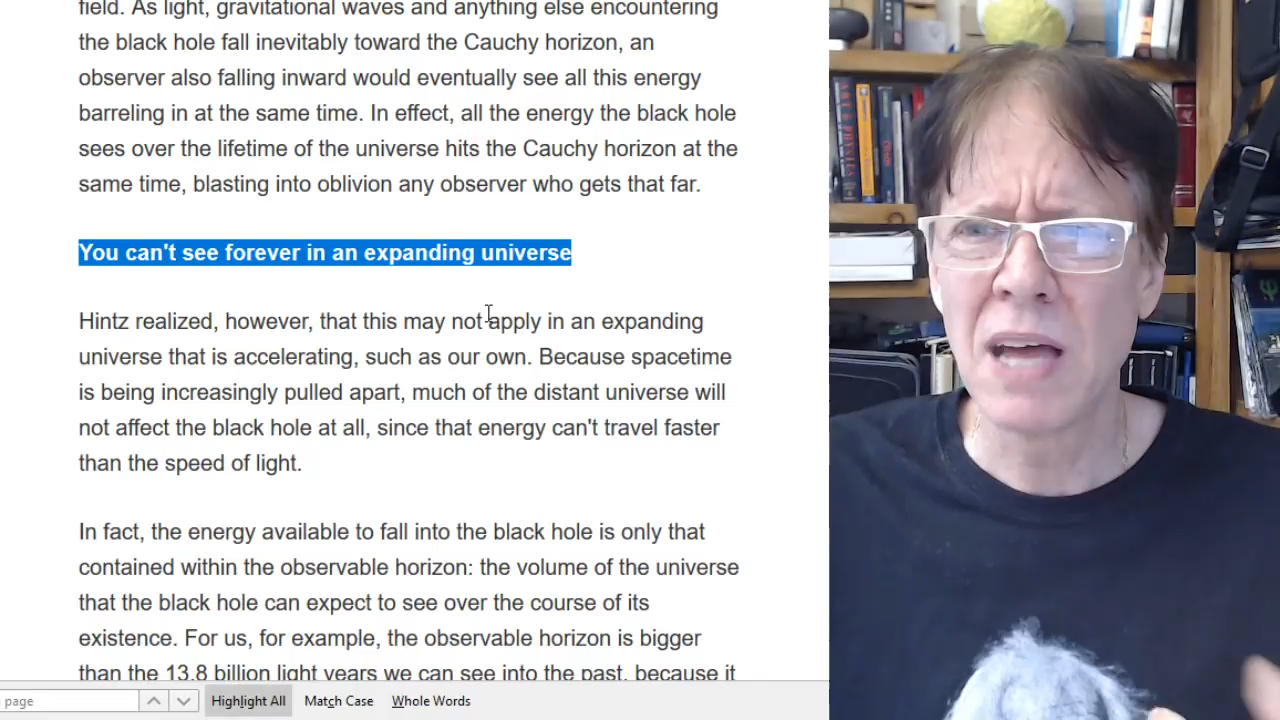 field. As light, gravitational waves and anything else encountering
the black hole fall inevitably toward the Cauchy horizon, an
observer also falling inward would eventually see all this energy
barreling in at the same time. In effect, all the energy the black hole
sees over the lifetime of the universe hits the Cauchy horizon at the
same time, blasting into oblivion any observer who gets that far.
You can't see forever in an expanding universe
Hintz realized, however, that this may not apply in an expanding
universe that is accelerating, such as our own. Because spacetime
is being increasingly pulled apart, much of the distant universe will
not affect the black hole at all, since that energy can't travel faster
than the speed of light.
In fact, the energy available to fall into the black hole is only that
contained within the observable horizon: the volume of the universe
that the black hole can expect to see over the course of its
existence. For us, for example, the observable horizon is bigger
than the 13.8 billion light years we can see into the past, because it
page
Highlight All
Match Case
Whole Words
ART & PHYSICS